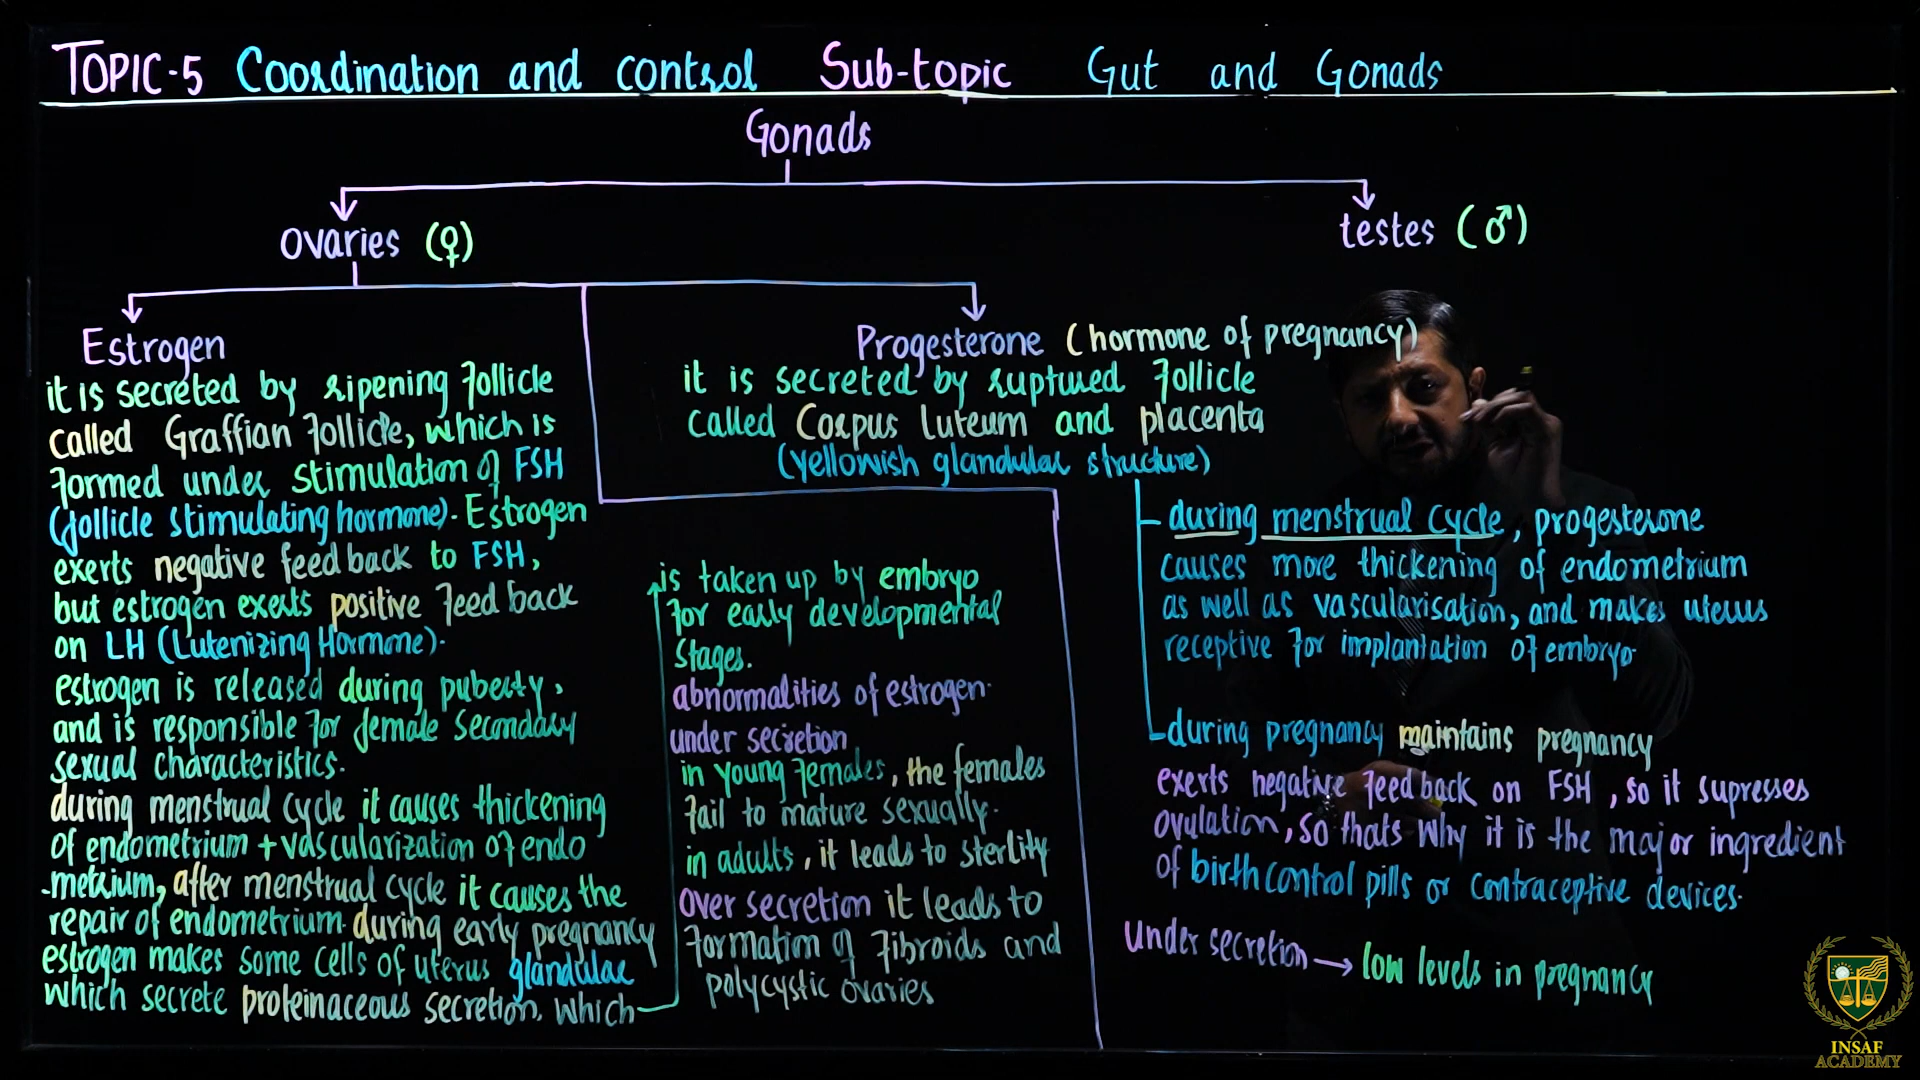 TOPIC-5 Coordination and control Sub-topic Gut and Gonads
Gonads
ovaries (♀)
testes (♂)
Estrogen
it is secreted by ripening follicle
called Graffian follicle, which is
formed under stimulation of FSH
(follicle stimulating hormone). Estrogen
exerts negative feed back to FSH,
but estrogen exerts positive feed back
on LH (Lutenizing Hormone).
estrogen is released during puberty,
and is responsible for female secondary
sexual characteristics.
during menstrual cycle it causes thickening
of endometrium + vascularization of endo
-metrium, after menstrual cycle it causes the
repair of endometrium. during early pregnancy
estrogen makes some cells of uterus glandular
which secrete proteinaceous secretion. which
is taken up by embryo
for early developmental
stages.
abnormalities of estrogen.
under secretion
in young females, the females
fail to mature sexually.
in adults, it leads to sterlity
over secretion it leads to
formation of fibroids and
polycystic ovaries
Progesterone (hormone of pregnancy)
it is secreted by ruptured follicle
called Corpus luteum and placenta
(yellowish glandular structure)
during menstrual cycle, progesterone
causes more thickening of endometrium
as well as vascularisation, and makes uterus
receptive for implantation of embryo.
during pregnancy maintains pregnancy
exerts negative feed back on FSH, so it supresses
ovulation, so thats why it is the major ingredient
of birth control pills or contraceptive devices.
under secretion → low levels in pregnancy
INSAF
ACADEMY